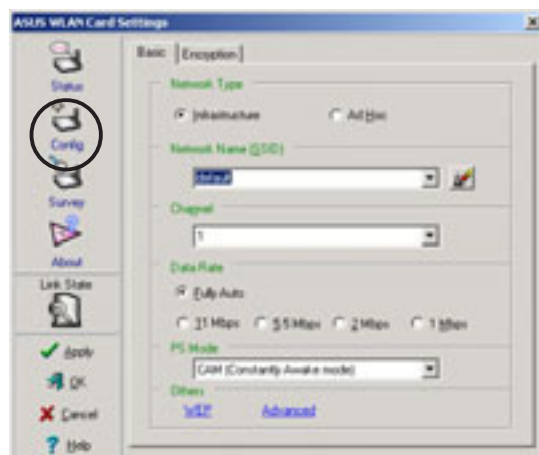 ASUS WLAN Card Settings
Status
Config
Survey
About
Link State
Apply
OK
Cancel
Help
Basic
Encryption
Network Type
Infrastructure
Ad Hoc
Network Name (SSID)
default
Channel
1
Data Rate
Fully Auto
11 Mbps
5.5 Mbps
2 Mbps
1 Mbps
PS Mode
CAM (Constantly Awake mode)
Others
WEP
Advanced